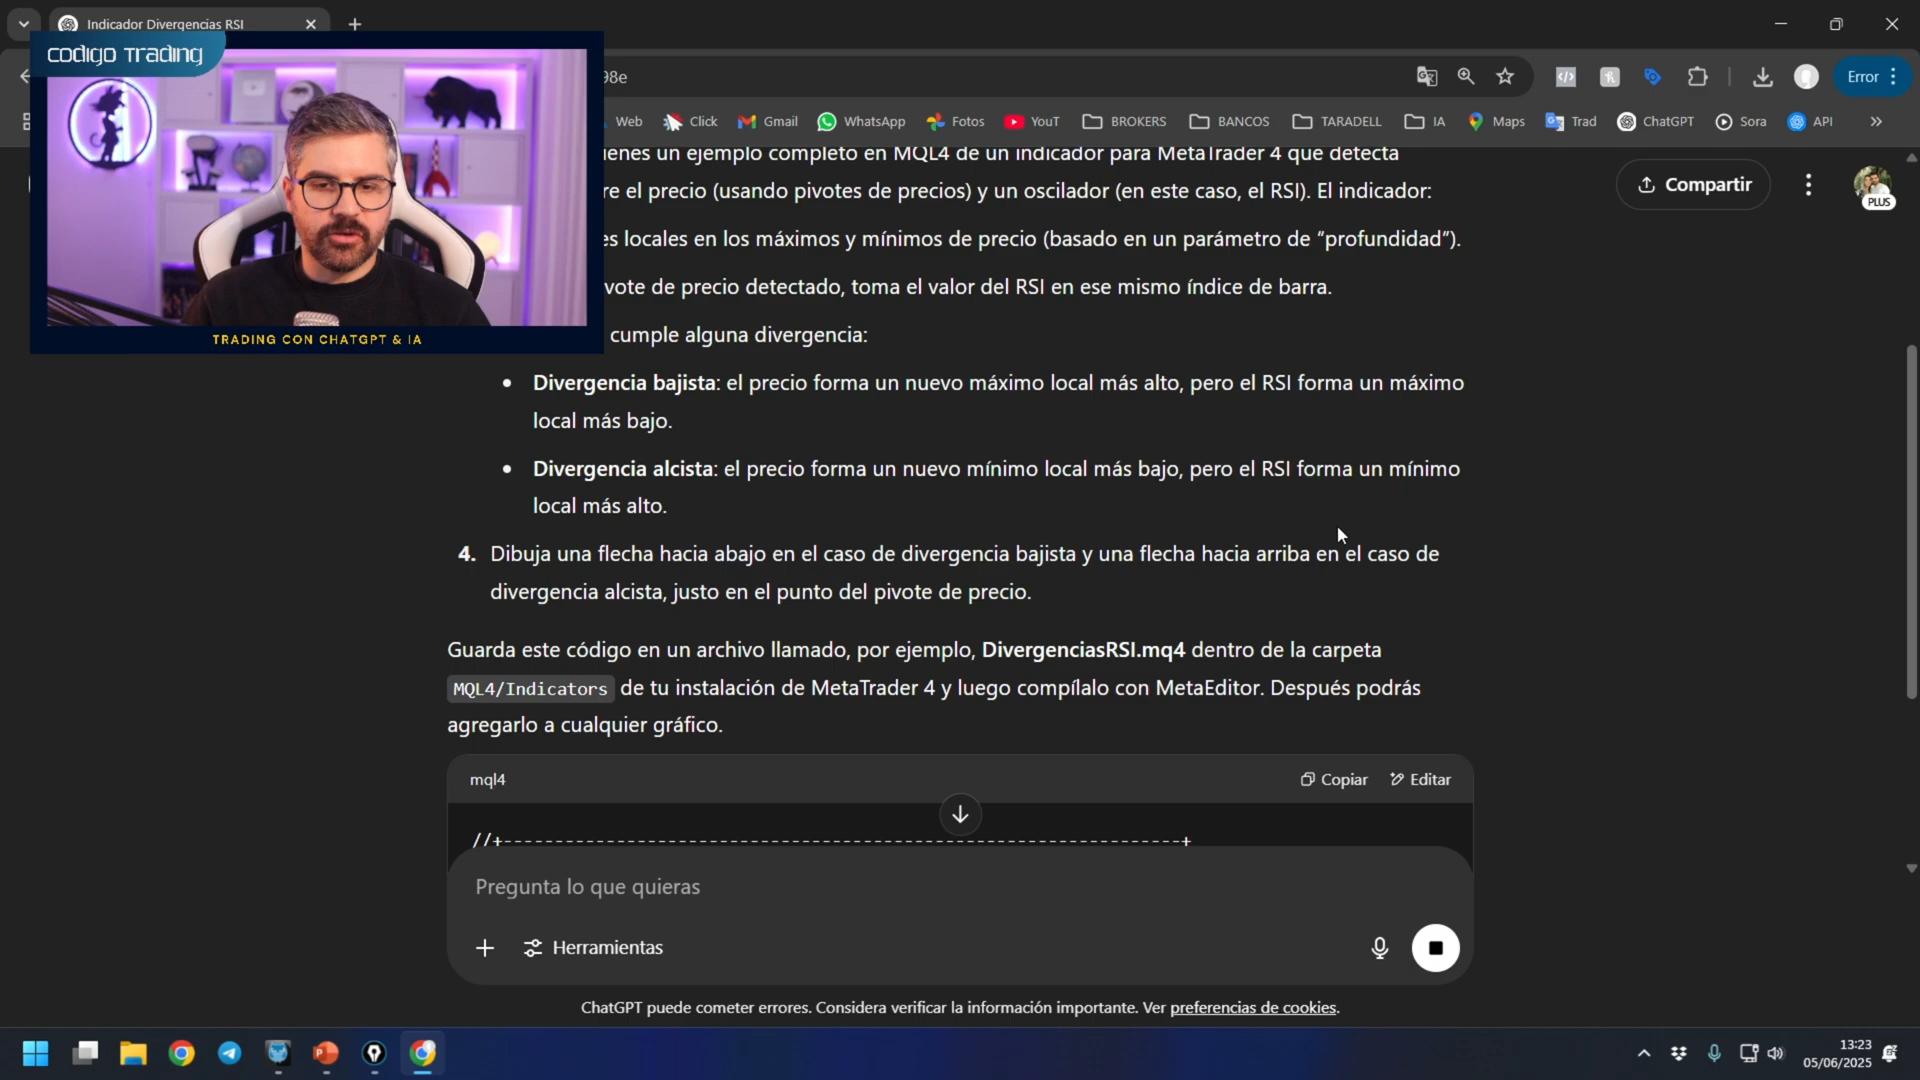 Indicador Divergencias RSI
codigo Trading
TRADING CON CHATGPT & IA
98e
Error
Web
Click
Gmail
WhatsApp
Fotos
YouT
BROKERS
BANCOS
TARADELL
IA
Maps
Trad
ChatGPT
Sora
API
»
ienes un ejemplo completo en MQL4 de un indicador para MetaTrader 4 que detecta
re el precio (usando pivotes de precios) y un oscilador (en este caso, el RSI). El indicador:
Compartir
PLUS
es locales en los máximos y mínimos de precio (basado en un parámetro de “profundidad”).
vote de precio detectado, toma el valor del RSI en ese mismo índice de barra.
cumple alguna divergencia:
• Divergencia bajista: el precio forma un nuevo máximo local más alto, pero el RSI forma un máximo
local más bajo.
• Divergencia alcista: el precio forma un nuevo mínimo local más bajo, pero el RSI forma un mínimo
local más alto.
4. Dibuja una flecha hacia abajo en el caso de divergencia bajista y una flecha hacia arriba en el caso de
divergencia alcista, justo en el punto del pivote de precio.
Guarda este código en un archivo llamado, por ejemplo, DivergenciasRSI.mq4 dentro de la carpeta
MQL4/Indicators de tu instalación de MetaTrader 4 y luego compílalo con MetaEditor. Después podrás
agregarlo a cualquier gráfico.
mql4
Copiar
Editar
//+------------------------------------------------------------------+
Pregunta lo que quieras
Herramientas
ChatGPT puede cometer errores. Considera verificar la información importante. Ver preferencias de cookies.
13:23
05/06/2025